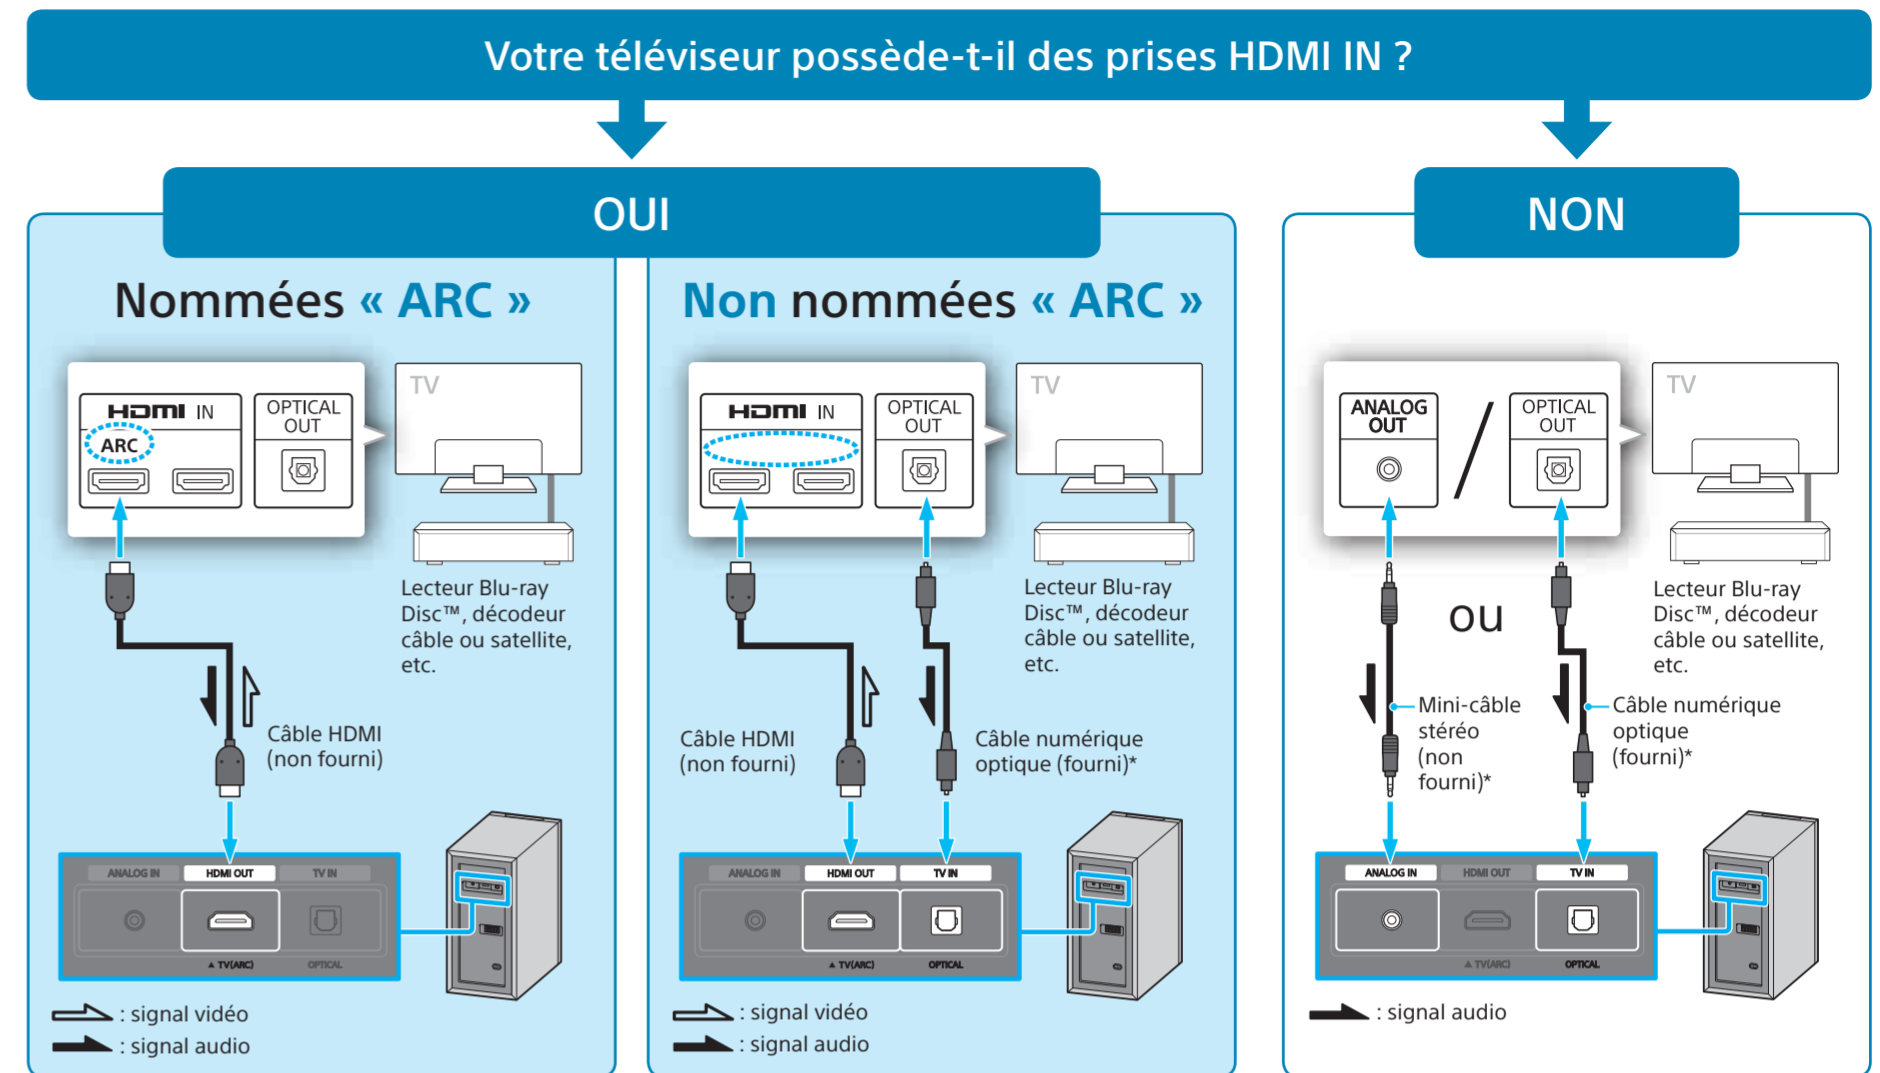 Votre téléviseur possède-t-il des prises HDMI IN ?
OUI
NON
Nommées « ARC »
HDMI IN
ARC
OPTICAL
OUT
TV
Lecteur Blu-ray
Disc™, décodeur
câble ou satellite,
etc.
Câble HDMI
(non fourni)
ANALOG IN
HDMI OUT
TV IN
▲ TV(ARC)
OPTICAL
: signal vidéo
: signal audio
Non nommées « ARC »
HDMI IN
OPTICAL
OUT
TV
Lecteur Blu-ray
Disc™, décodeur
câble ou satellite,
etc.
Câble HDMI
(non fourni)
Câble numérique
optique (fourni)*
ANALOG IN
HDMI OUT
TV IN
▲ TV(ARC)
OPTICAL
: signal vidéo
: signal audio
ANALOG
OUT
/
OPTICAL
OUT
TV
ou
Lecteur Blu-ray
Disc™, décodeur
câble ou satellite,
etc.
Mini-câble
stéréo
(non
fourni)*
Câble numérique
optique
(fourni)*
ANALOG IN
HDMI OUT
TV IN
▲ TV(ARC)
OPTICAL
: signal audio